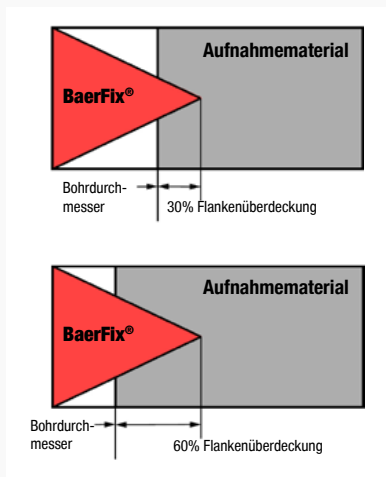 Aufnahmematerial
BaerFix®
Bohrdurch-
messer
30% Flankenüberdeckung
Aufnahmematerial
BaerFix®
Bohrdurch-
messer
60% Flankenüberdeckung